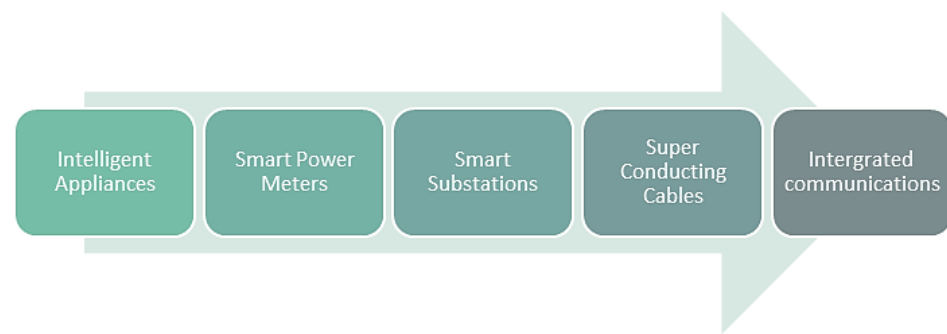 Intelligent
Appliances
Smart Power
Meters
Smart
Substations
Super
Conducting
Cables
Intergrated
communications